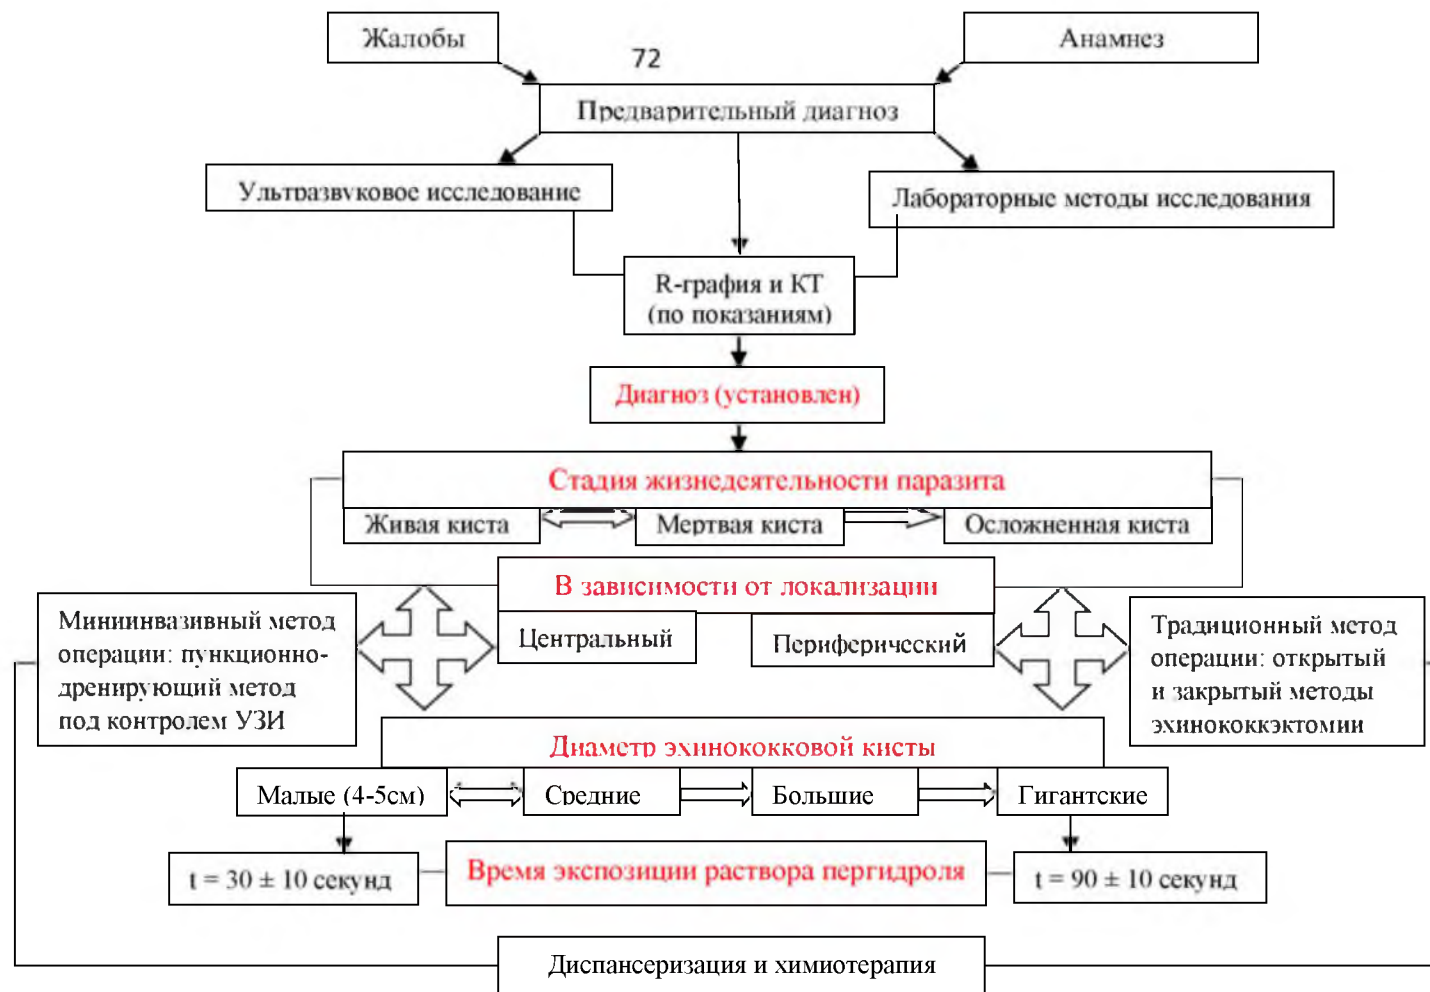 Жалобы
Анамнез
72
Предварительный диагноз
Ультразвуковое исследование
Лабораторные методы исследования
R-графия и КТ
(по показаниям)
Диагноз (установлен)
Стадия жизнедеятельности паразита
Живая киста
Мертвая киста
Осложненная киста
В зависимости от локализации
Центральный
Периферический
Миниинвазивный метод
операции: пункционно-
дренирующий метод
под контролем УЗИ
Традиционный метод
операции: открытый
и закрытый методы
эхинококкэктомии
Диаметр эхинококковой кисты
Малые (4-5см)
Средние
Большие
Гигантские
t = 30 ± 10 секунд
Время экспозиции раствора пергидроля
t = 90 ± 10 секунд
Диспансеризация и химиотерапия